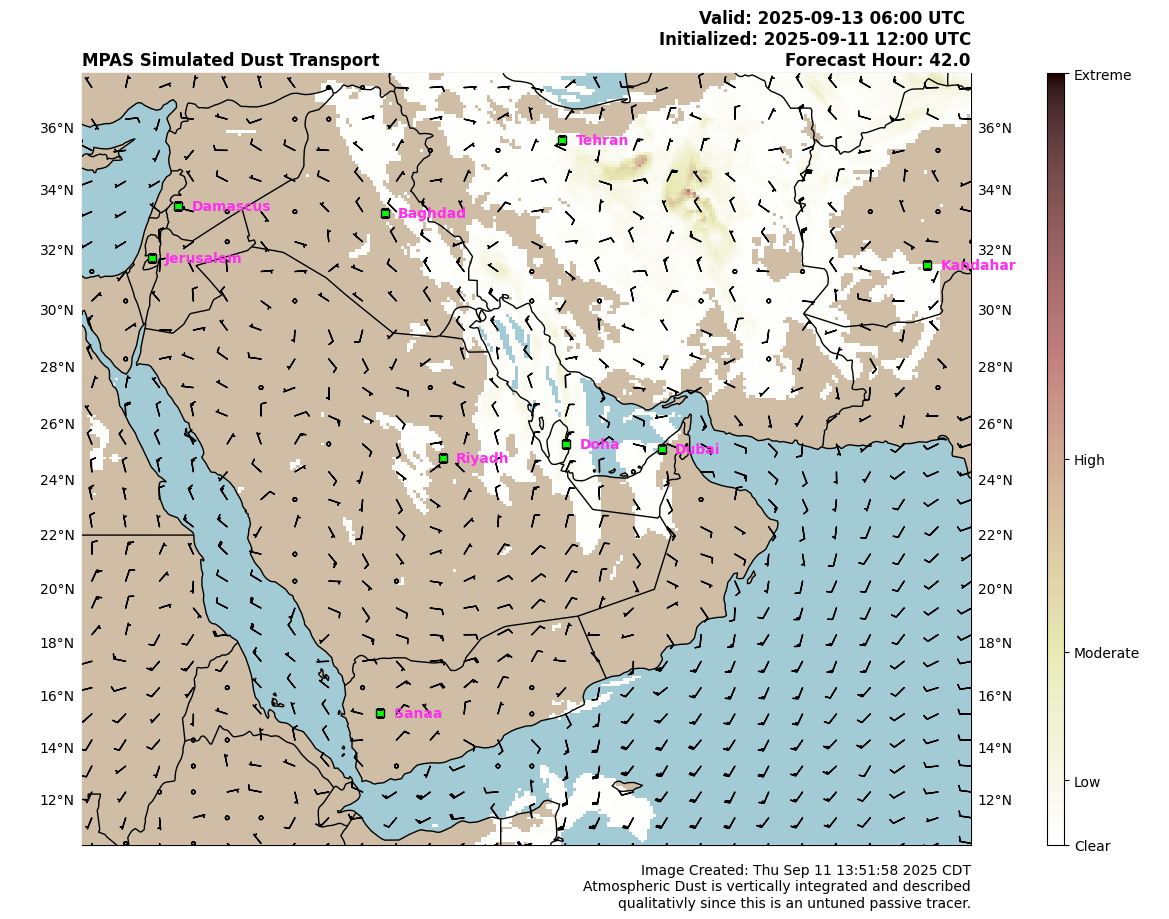 Valid: 2025-09-13 06:00 UTC
Initialized: 2025-09-11 12:00 UTC
MPAS Simulated Dust Transport
Forecast Hour: 42.0
Extreme
High
Moderate
Low
Clear
36°N
34°N
32°N
30°N
28°N
26°N
24°N
22°N
20°N
18°N
16°N
14°N
12°N
36°N
34°N
32°N
30°N
28°N
26°N
24°N
22°N
20°N
18°N
16°N
14°N
12°N
Tehran
Damascus
Baghdad
Jerusalem
Kandahar
Doha
Dubai
Riyadh
Sanaa
Image Created: Thu Sep 11 13:51:58 2025 CDT
Atmospheric Dust is vertically integrated and described
qualitativly since this is an untuned passive tracer.